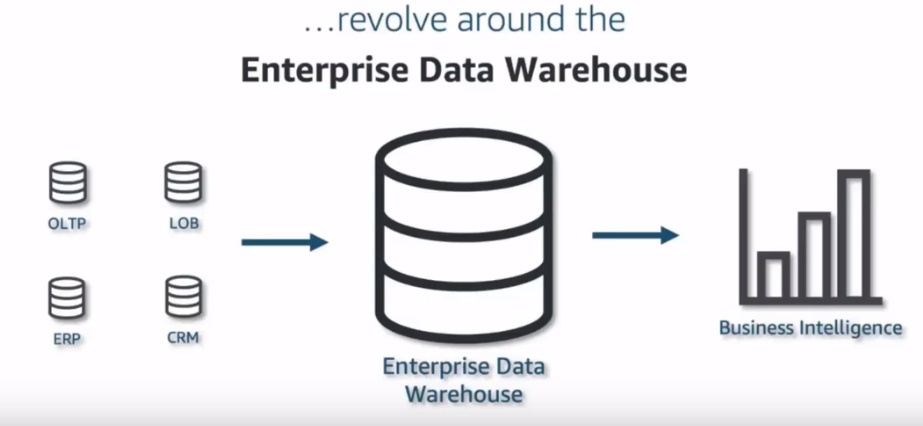 ...revolve around the
Enterprise Data Warehouse
OLTP
LOB
ERP
CRM
Enterprise Data
Warehouse
Business Intelligence